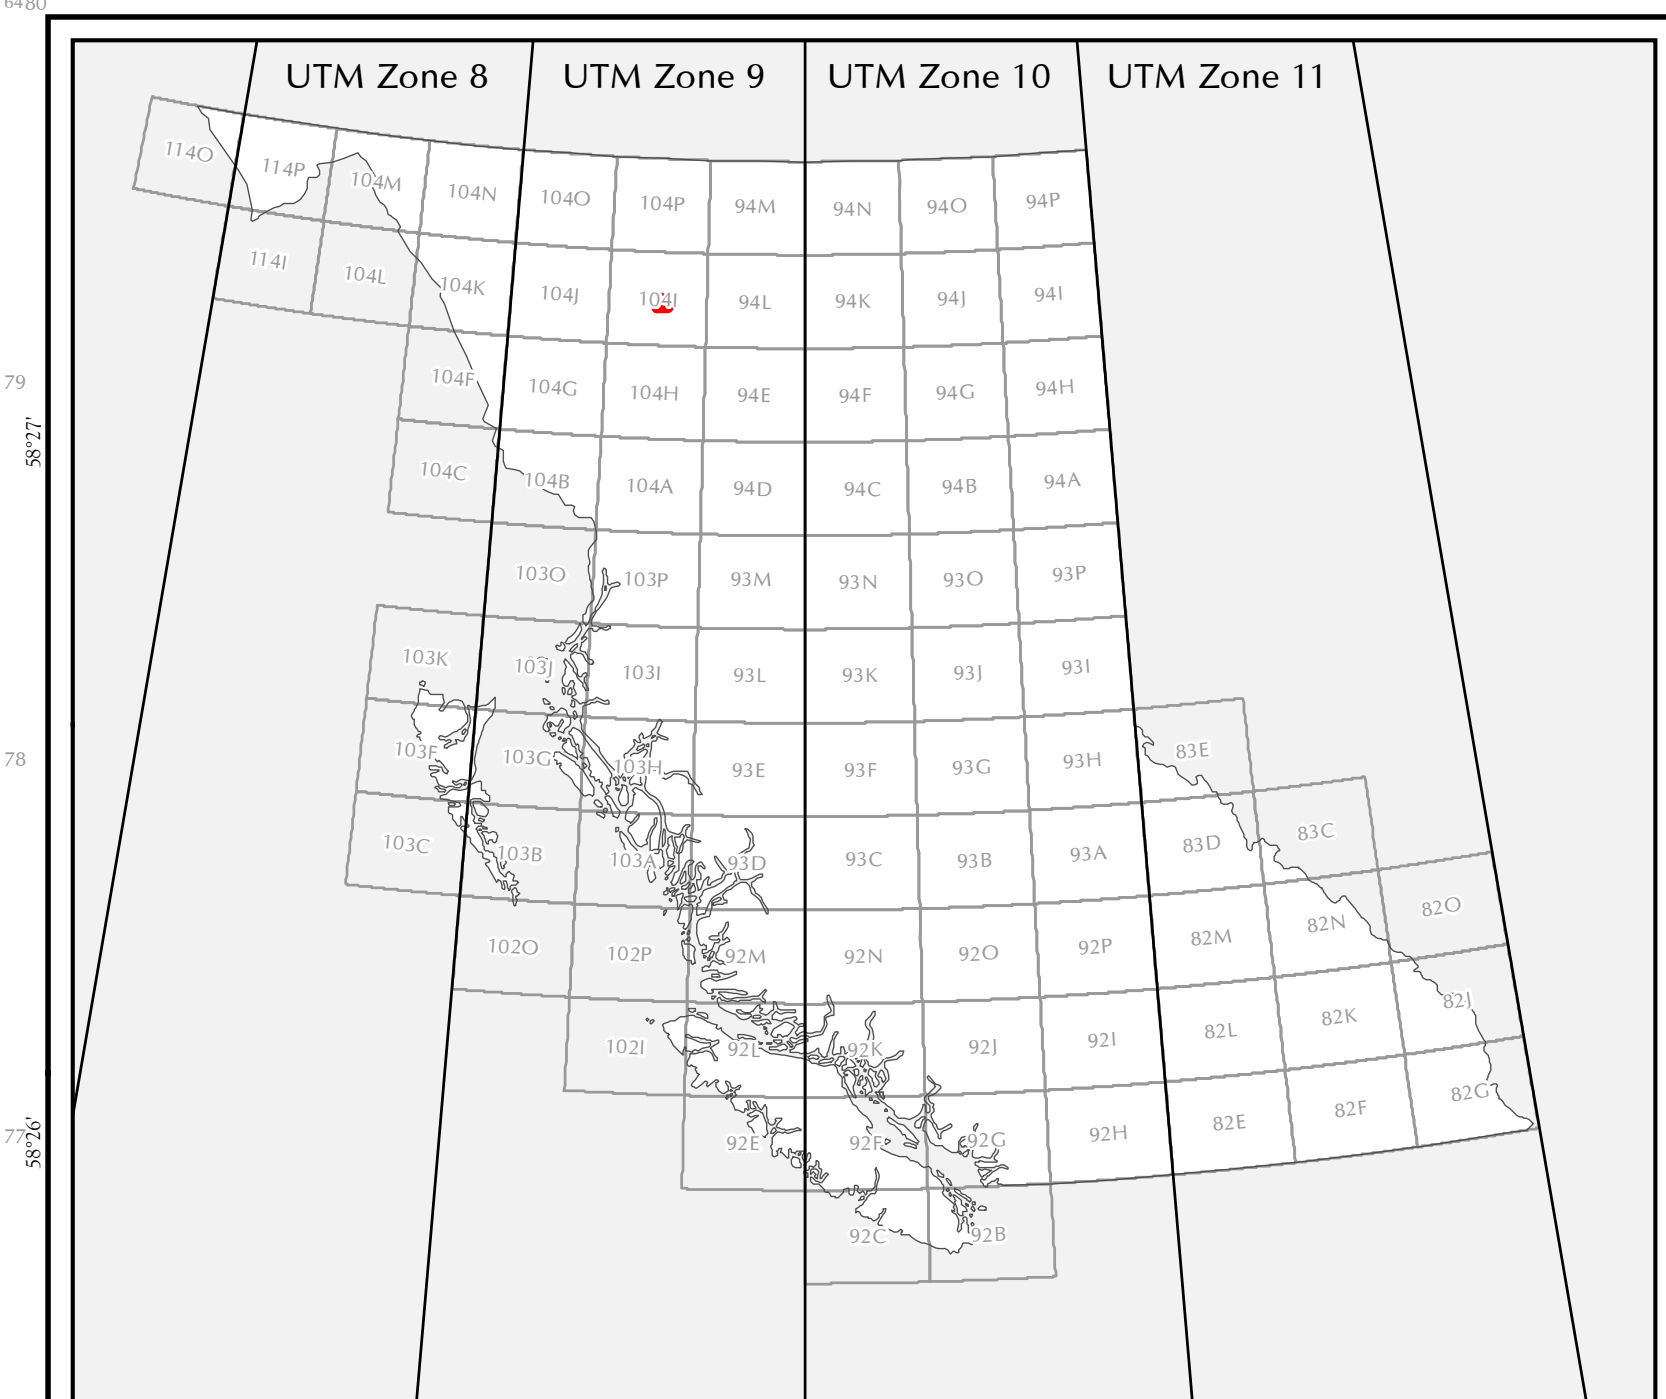 6480
UTM Zone 8 UTM Zone 9 UTM Zone 10 UTM Zone 11
114O 114P 104M 104N 104O 104P 94M 94N 94O 94P
114I 104L 104K 104J 104I 94L 94K 94J 94I
79
104F 104G 104H 94E 94F 94G 94H
58°27'
104C 104B 104A 94D 94C 94B 94A
103O 103P 93M 93N 93O 93P
103K 103J 103I 93L 93K 93J 93I
78
103F 103G 103H 93E 93F 93G 93H 83E
103C 103B 103A 93D 93C 93B 93A 83D 83C
102O 102P 92M 92N 92O 92P 82M 82N 82O
102I 92L 92K 92J 92I 82L 82K 82J
77
58°26'
92E 92F 92G 92H 82E 82F 82G
92C 92B